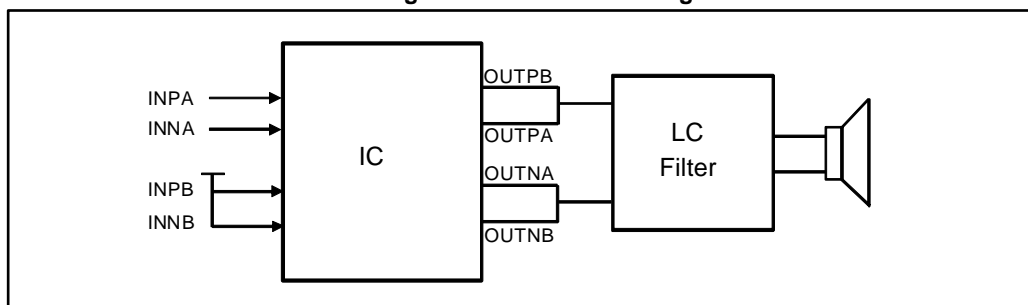 INPA
INNA
INPB
INNB
IC
OUTPB
OUTPA
OUTNA
OUTNB
LC
Filter